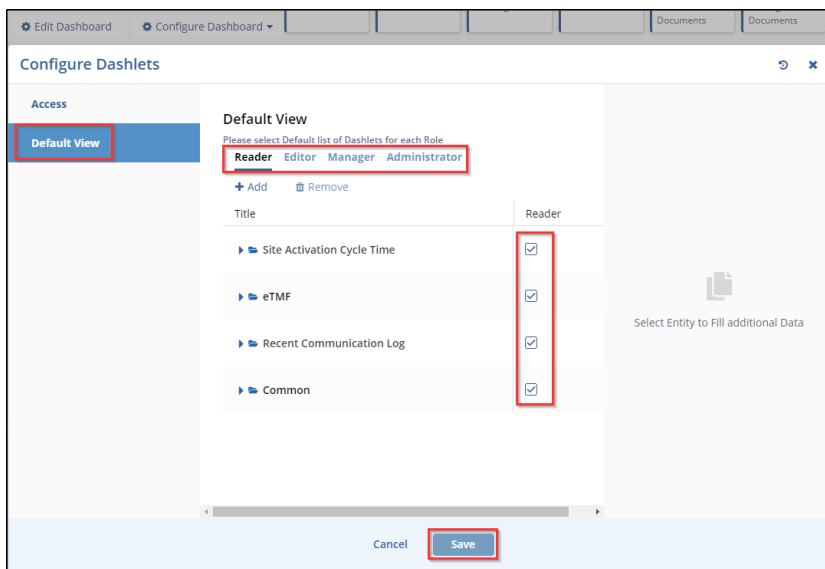 Edit Dashboard Configure Dashboard Documents Documents
Configure Dashlets
Access
Default View
Default View
Please select Default list of Dashlets for each Role
Reader Editor Manager Administrator
+ Add Remove
Title Reader
Site Activation Cycle Time
eTMF
Recent Communication Log
Common
Select Entity to Fill additional Data
Cancel Save